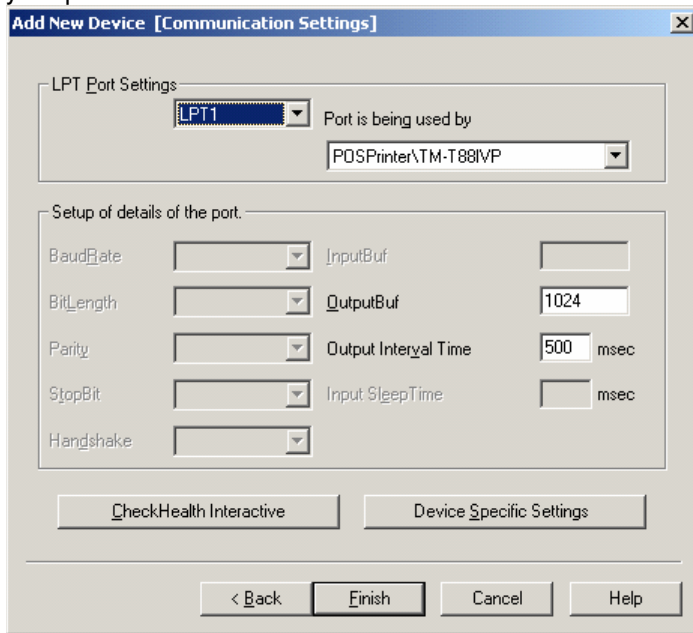 Add New Device [Communication Settings]
LPT Port Settings
LPT1
Port is being used by
POSPrinter\TM-T88IVP
Setup of details of the port.
BaudRate InputBuf
BitLength OutputBuf 1024
Parity Output Interval Time 500 msec
StopBit Input SleepTime msec
Handshake
CheckHealth Interactive Device Specific Settings
< Back Finish Cancel Help